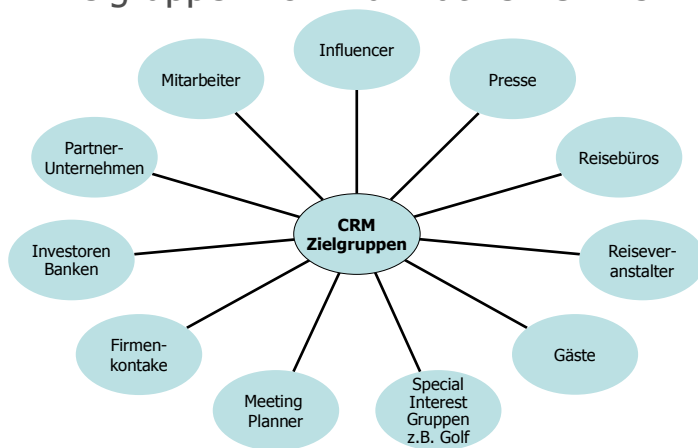 Influencer
Mitarbeiter
Presse
Partner-
Unternehmen
Reisebüros
CRM
Zielgruppen
Investoren
Banken
Reisever-
anstalter
Firmen-
kontake
Gäste
Meeting
Planner
Special
Interest
Gruppen
z.B. Golf